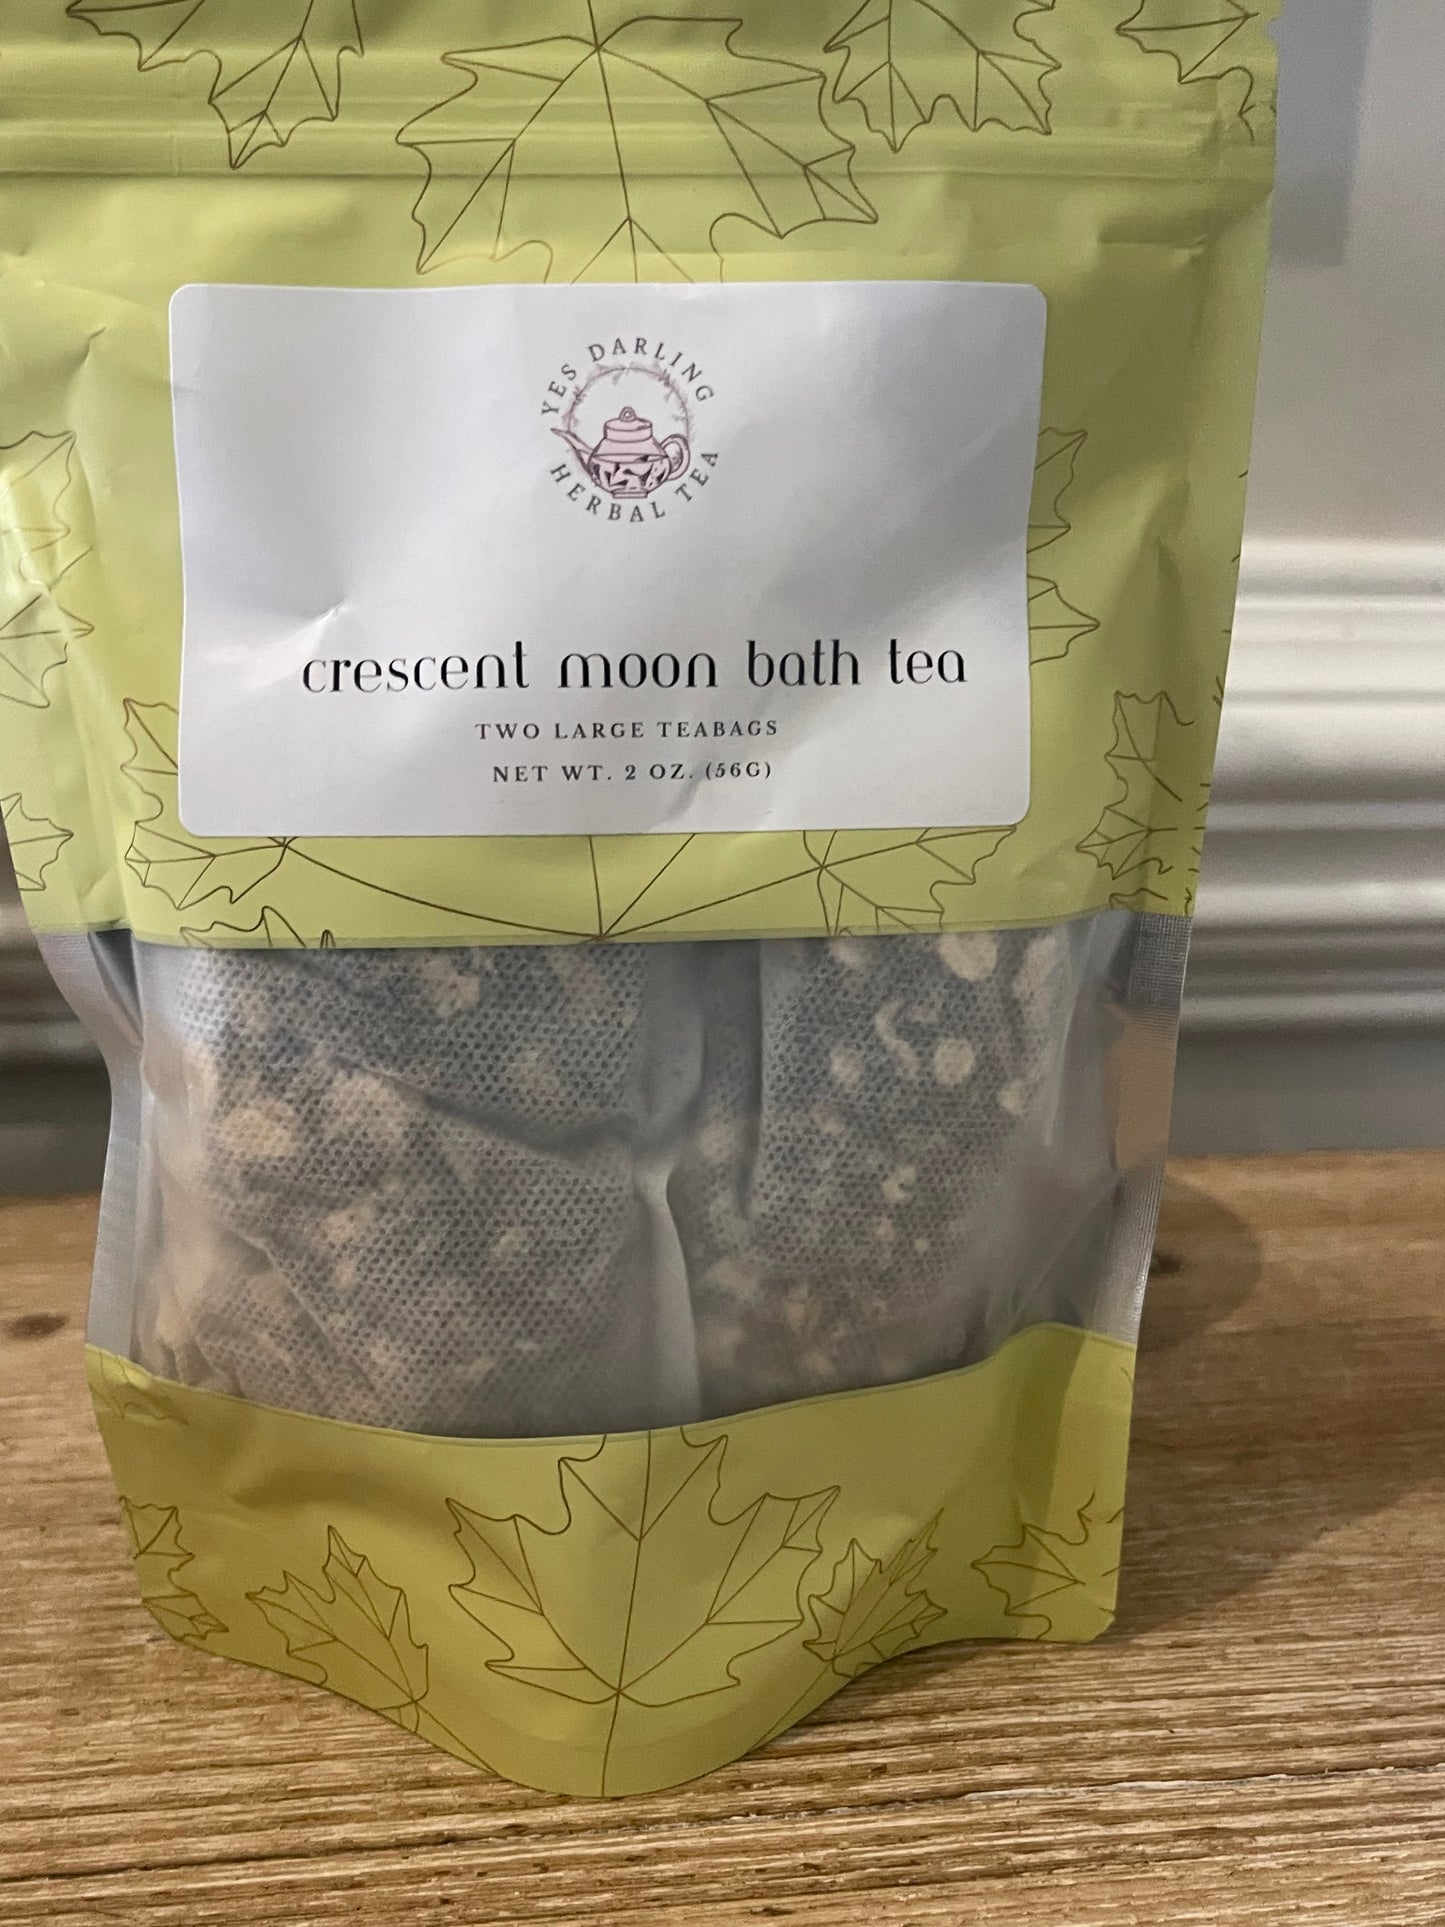 YES DARLING
HERBAL TEA
crescent moon bath tea
TWO LARGE TEABAGS
NET WT. 2 OZ. (56G)